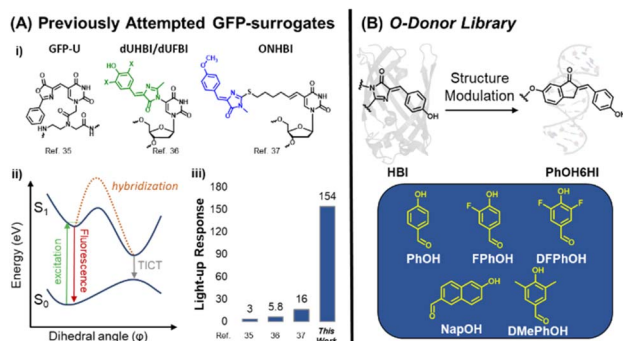 (A) Previously Attempted GFP-surrogates
i)
GFP-U
dUHBI/dUFBI
ONHBI
Ref. 35
Ref. 36
Ref. 37
ii)
Energy (eV)
S1
S0
hybridization
excitation
Fluorescence
TICT
Dihedral angle (φ)
iii)
Light-up Response
180
150
120
90
60
30
0
3
5.8
16
154
Ref.
35
36
37
This
Work
(B) O-Donor Library
Structure
Modulation
HBI
PhOH6HI
PhOH
FPhOH
DFPhOH
NapOH
DMePhOH